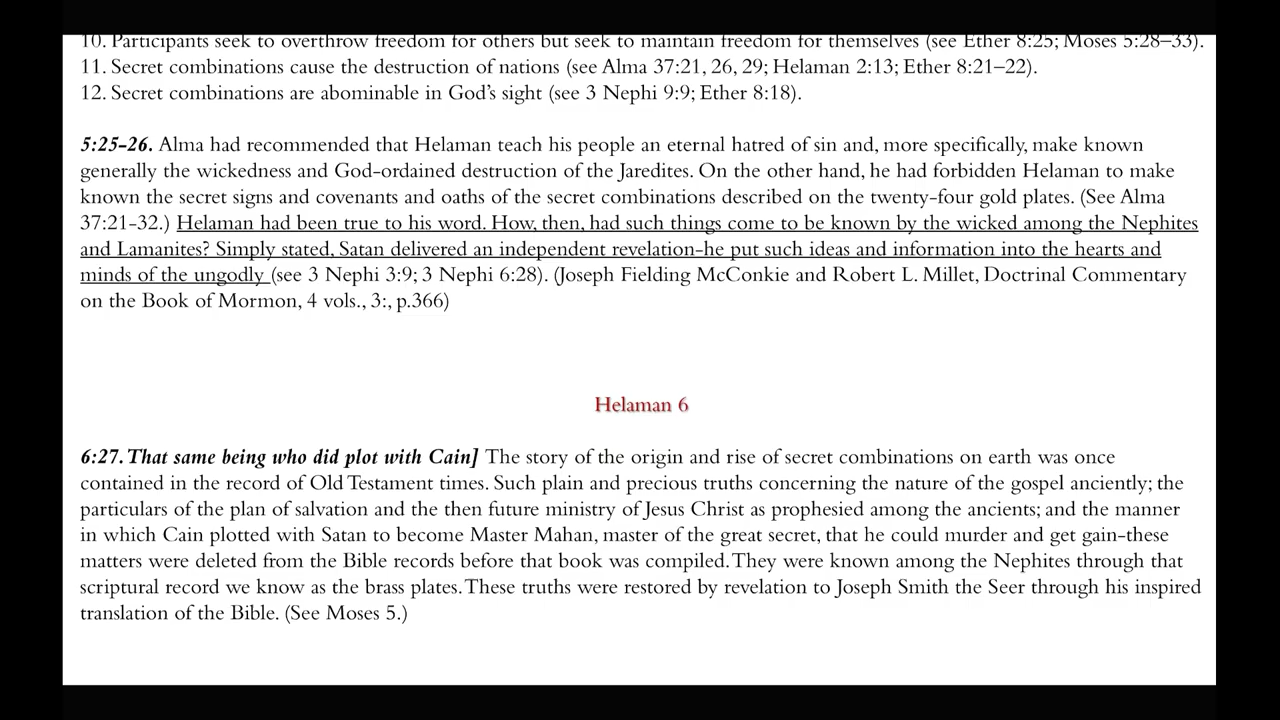 10. Participants seek to overthrow freedom for others but seek to maintain freedom for themselves (see Ether 8:25; Moses 5:28–33).
11. Secret combinations cause the destruction of nations (see Alma 37:21, 26, 29; Helaman 2:13; Ether 8:21–22).
12. Secret combinations are abominable in God’s sight (see 3 Nephi 9:9; Ether 8:18).
5:25-26. Alma had recommended that Helaman teach his people an eternal hatred of sin and, more specifically, make known
generally the wickedness and God-ordained destruction of the Jaredites. On the other hand, he had forbidden Helaman to make
known the secret signs and covenants and oaths of the secret combinations described on the twenty-four gold plates. (See Alma
37:21-32.) Helaman had been true to his word. How, then, had such things come to be known by the wicked among the Nephites
and Lamanites? Simply stated, Satan delivered an independent revelation-he put such ideas and information into the hearts and
minds of the ungodly (see 3 Nephi 3:9; 3 Nephi 6:28). (Joseph Fielding McConkie and Robert L. Millet, Doctrinal Commentary
on the Book of Mormon, 4 vols., 3:, p.366)
Helaman 6
6:27. That same being who did plot with Cain] The story of the origin and rise of secret combinations on earth was once
contained in the record of Old Testament times. Such plain and precious truths concerning the nature of the gospel anciently; the
particulars of the plan of salvation and the then future ministry of Jesus Christ as prophesied among the ancients; and the manner
in which Cain plotted with Satan to become Master Mahan, master of the great secret, that he could murder and get gain-these
matters were deleted from the Bible records before that book was compiled. They were known among the Nephites through that
scriptural record we know as the brass plates. These truths were restored by revelation to Joseph Smith the Seer through his inspired
translation of the Bible. (See Moses 5.)